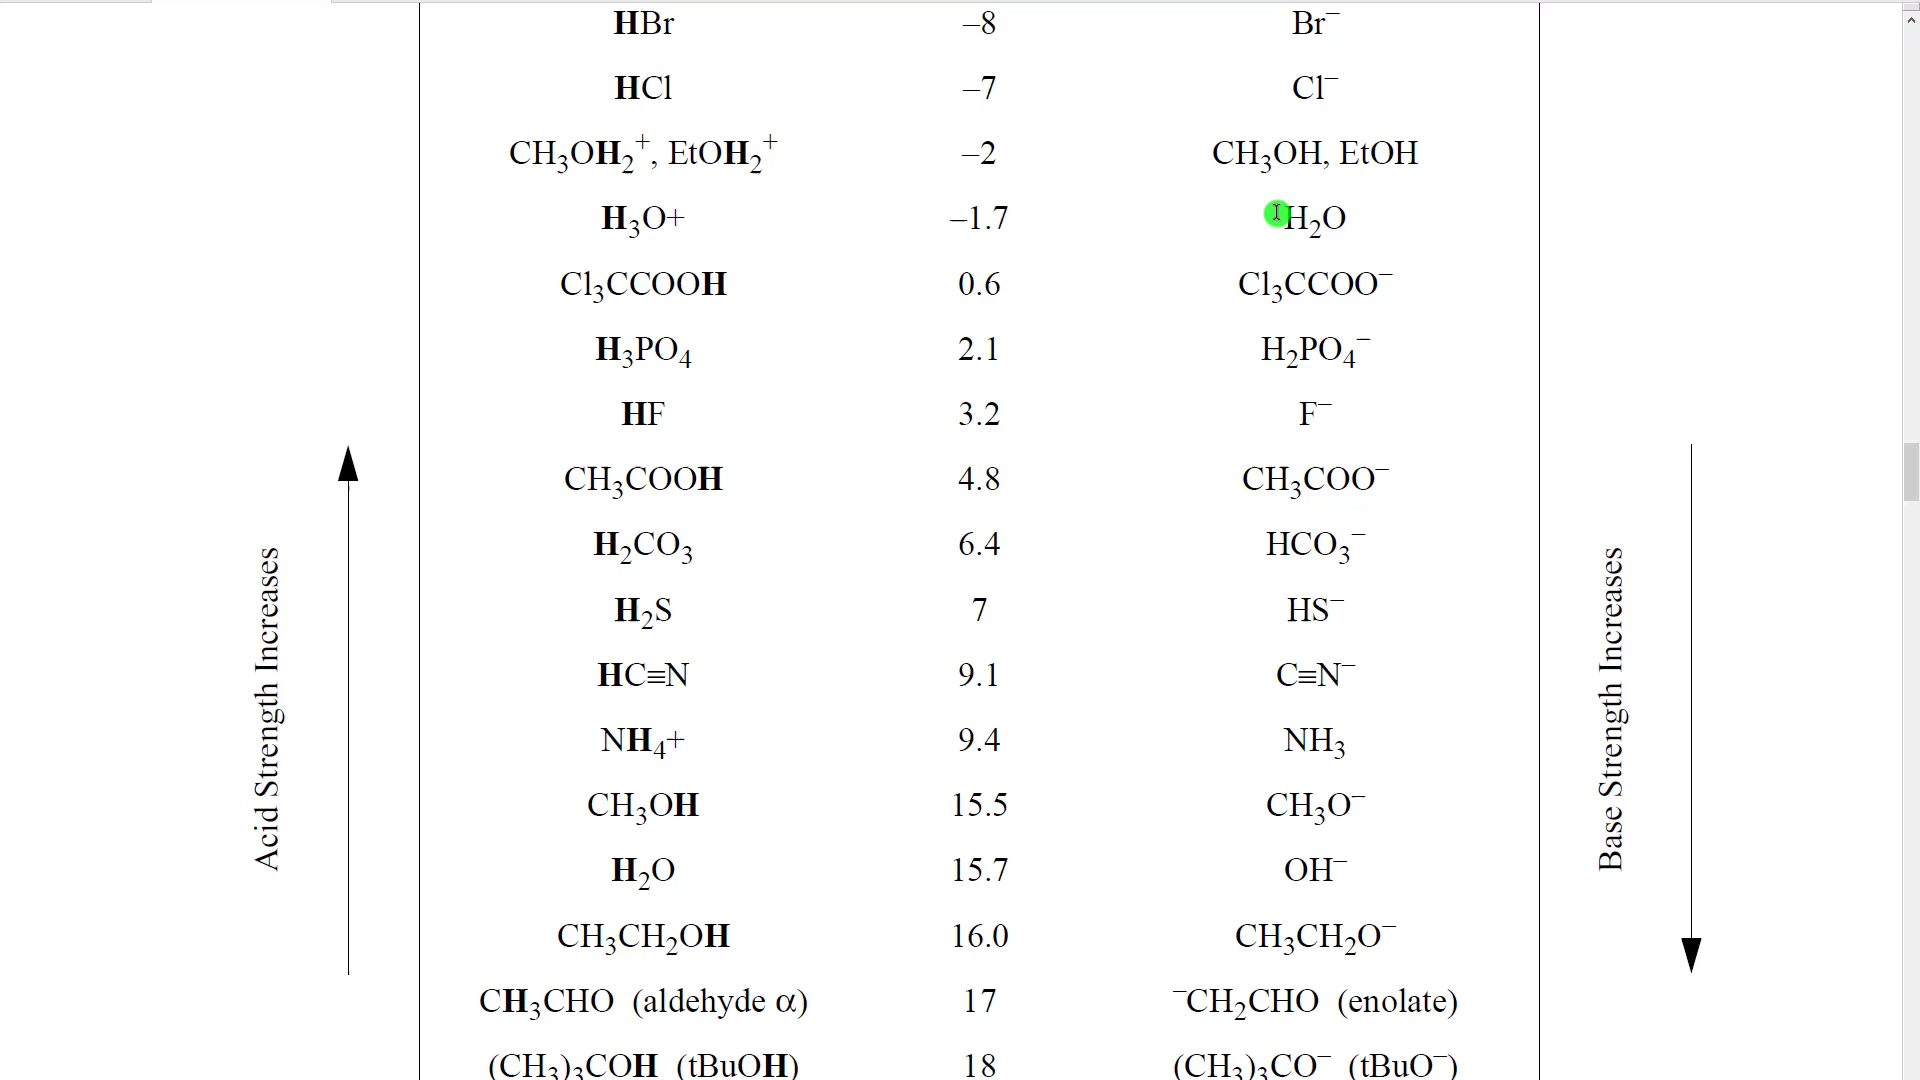 HBr –8 Br⁻
HCl –7 Cl⁻
CH₃OH₂⁺, EtOH₂⁺ –2 CH₃OH, EtOH
H₃O+ –1.7 H₂O
Cl₃CCOOH 0.6 Cl₃CCOO⁻
H₃PO₄ 2.1 H₂PO₄⁻
HF 3.2 F⁻
CH₃COOH 4.8 CH₃COO⁻
H₂CO₃ 6.4 HCO₃⁻
H₂S 7 HS⁻
HC≡N 9.1 C≡N⁻
NH₄+ 9.4 NH₃
CH₃OH 15.5 CH₃O⁻
H₂O 15.7 OH⁻
CH₃CH₂OH 16.0 CH₃CH₂O⁻
CH₃CHO (aldehyde α) 17 ⁻CH₂CHO (enolate)
(CH₃)₃COH (tBuOH) 18 (CH₃)₃CO⁻ (tBuO⁻)
Acid Strength Increases
Base Strength Increases